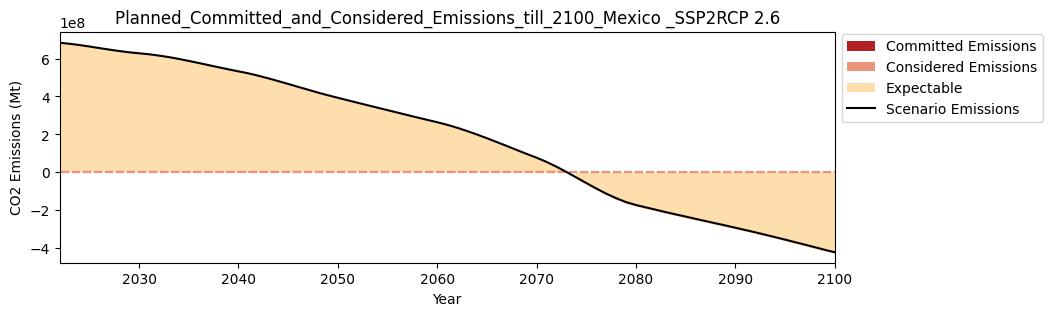 Planned_Committed_and_Considered_Emissions_till_2100_Mexico _SSP2RCP 2.6
1e8
6
4
2
0
−2
−4
CO2 Emissions (Mt)
2030 2040 2050 2060 2070 2080 2090 2100
Year
Committed Emissions
Considered Emissions
Expectable
Scenario Emissions